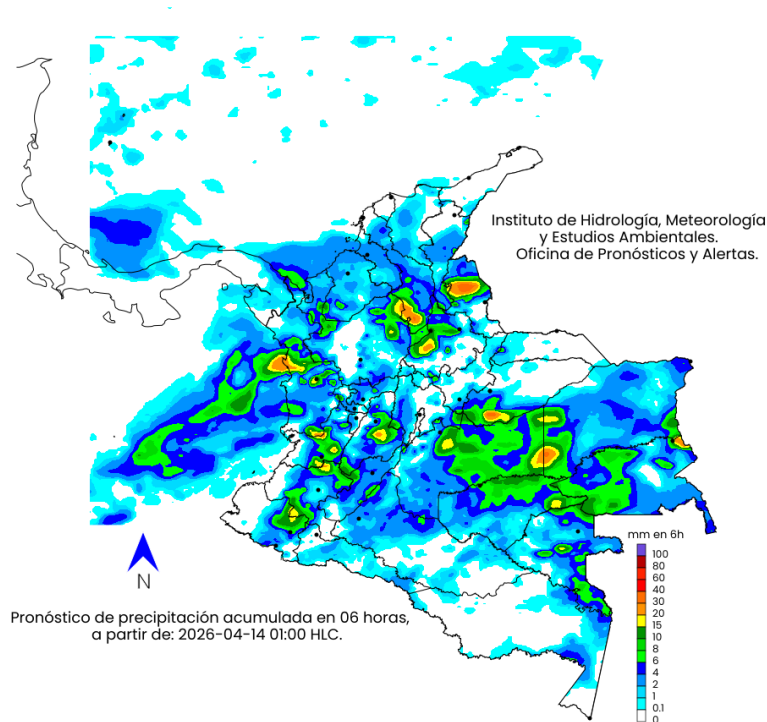 Instituto de Hidrología, Meteorología
y Estudios Ambientales.
Oficina de Pronósticos y Alertas.
N
Pronóstico de precipitación acumulada en 06 horas,
a partir de: 2026-04-14 01:00 HLC.
mm en 6h
100
80
60
40
30
20
15
10
8
6
4
2
1
0.1
0